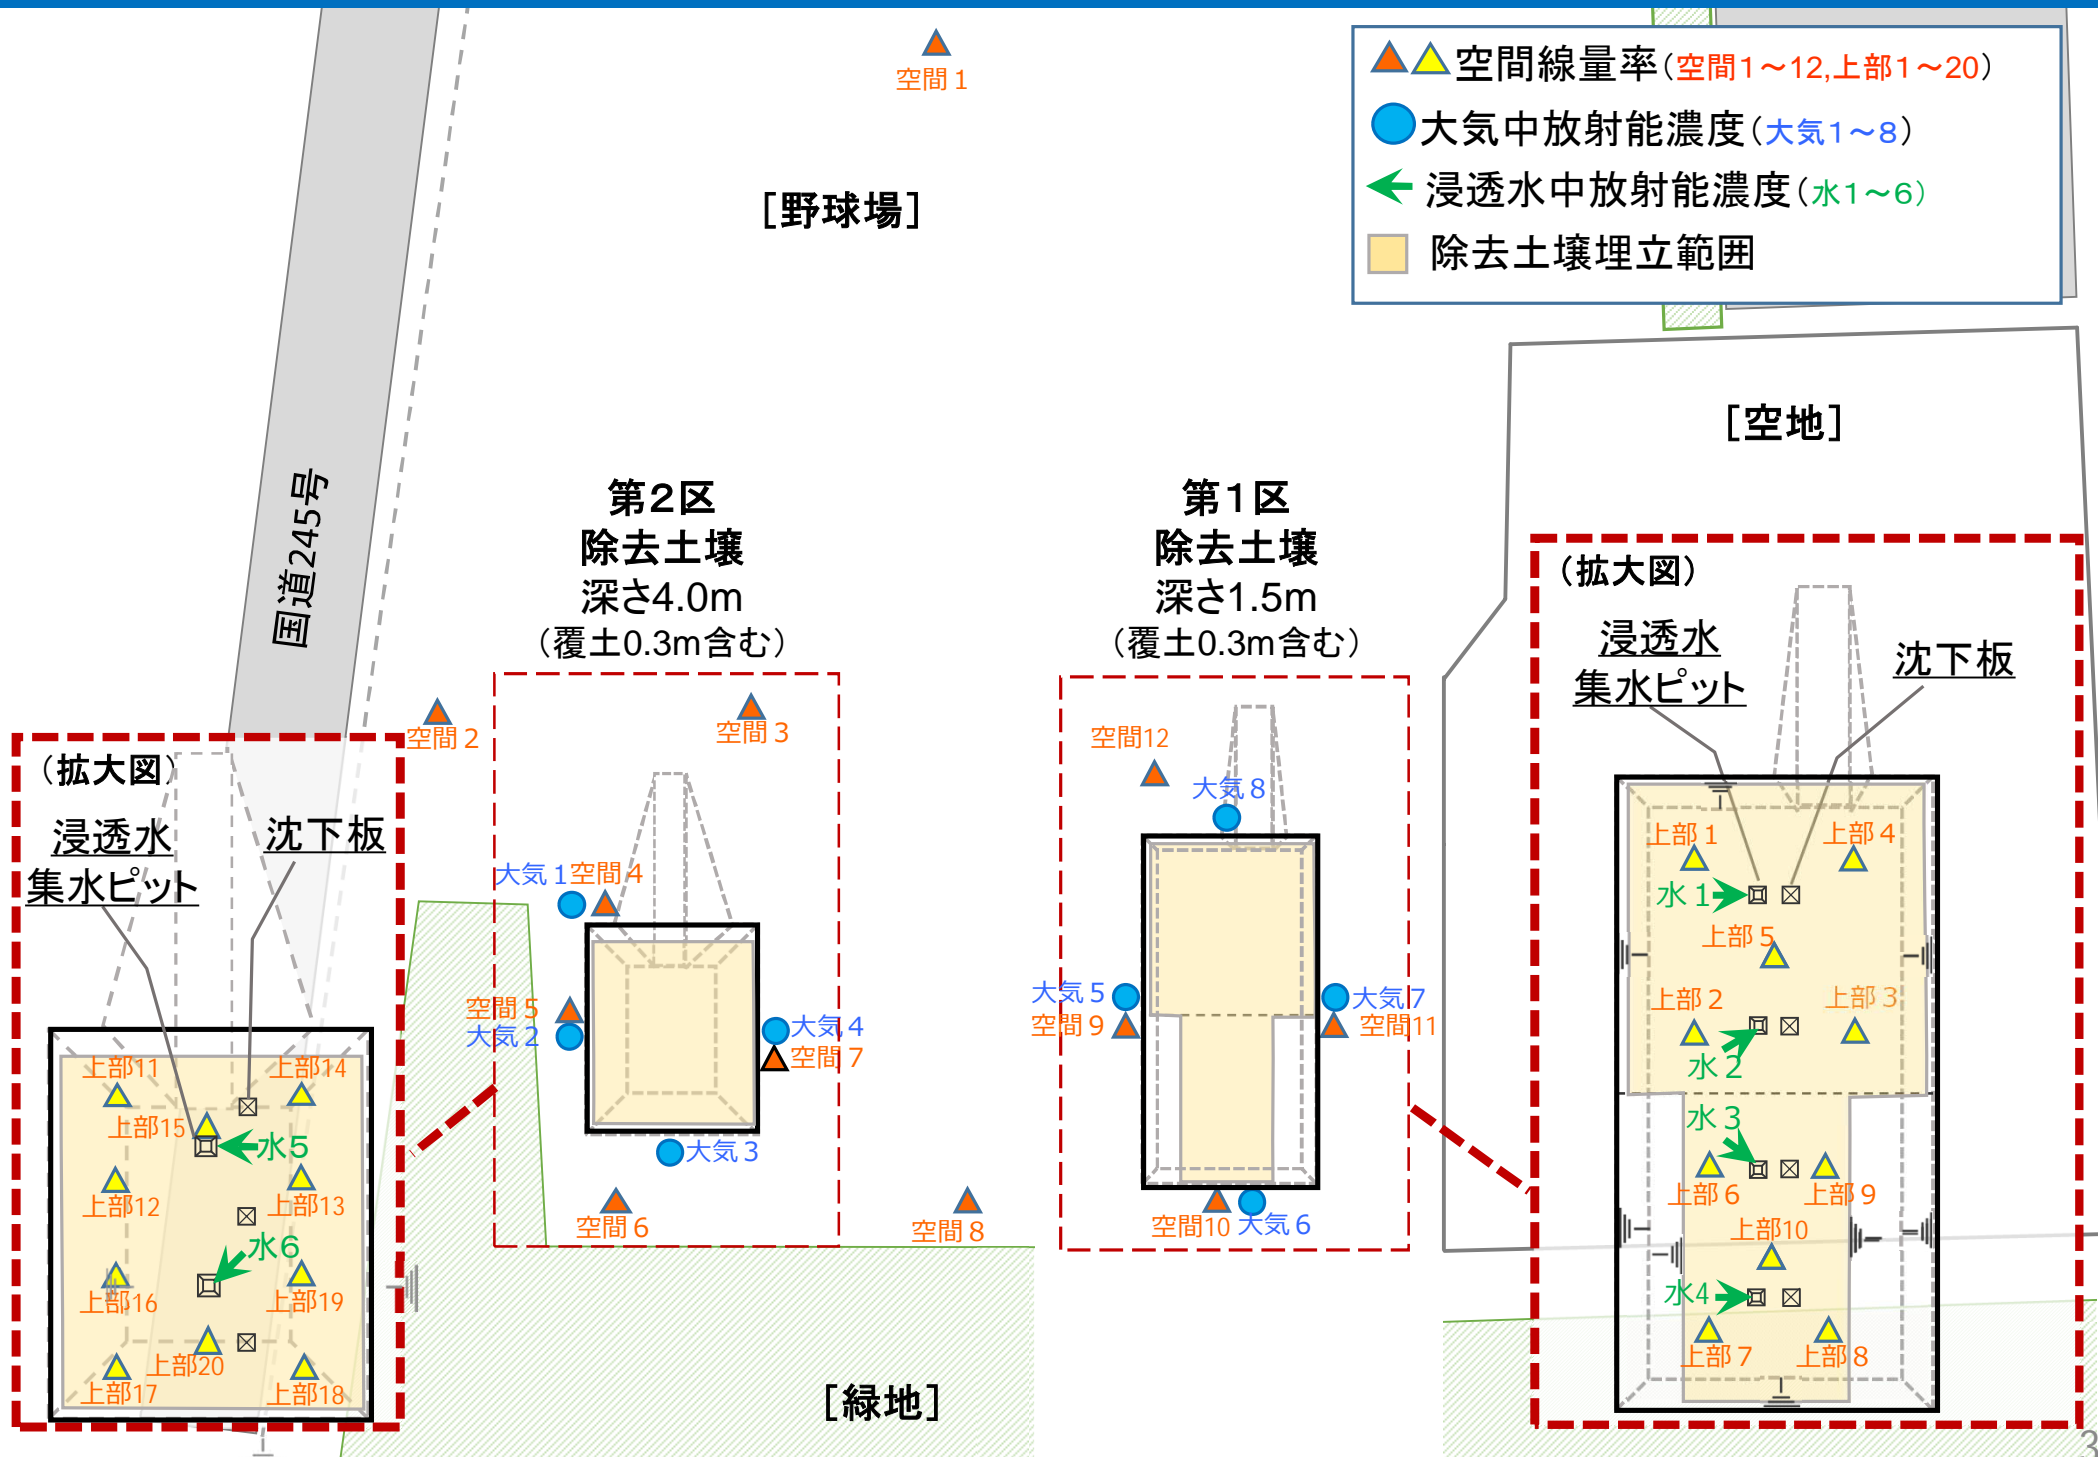 空間線量率（空間1～12,上部1～20）
大気中放射能濃度（大気1～8）
浸透水中放射能濃度（水1～6）
除去土壌埋立範囲
空間1
［野球場］
［空地］
国道245号
第2区
除去土壌
深さ4.0m
（覆土0.3m含む）
第1区
除去土壌
深さ1.5m
（覆土0.3m含む）
空間2
空間3
大気1
空間4
空間5
大気2
大気4
空間7
大気3
空間6
空間8
空間12
大気8
大気5
空間9
大気7
空間11
空間10
大気6
（拡大図）
浸透水
集水ピット
沈下板
上部11
上部14
上部15
水5
上部12
上部13
水6
上部16
上部19
上部20
上部17
上部18
（拡大図）
浸透水
集水ピット
沈下板
上部1
上部4
水1
上部5
上部2
上部3
水2
水3
上部6
上部9
上部10
水4
上部7
上部8
［緑地］
3